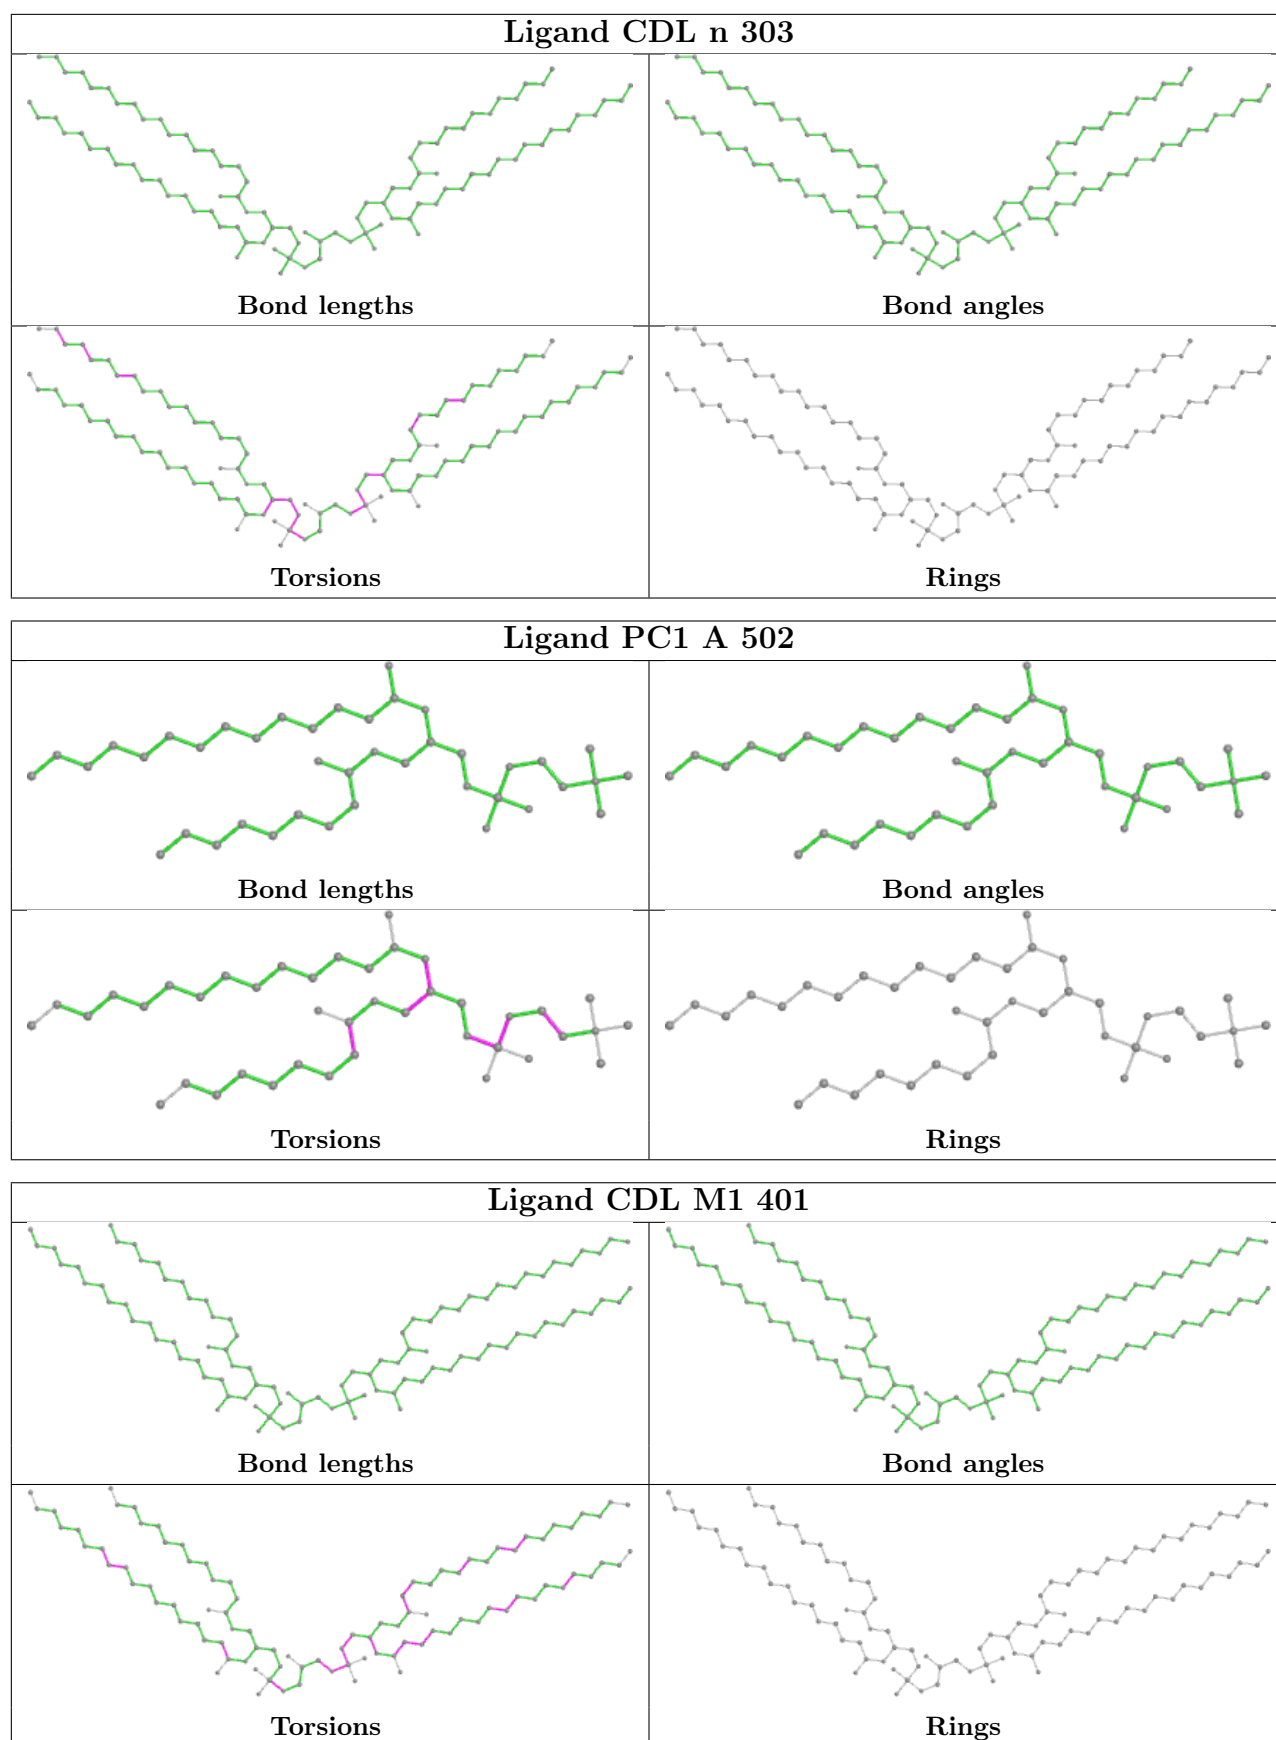 Ligand CDL n 303
Bond lengths
Bond angles
Torsions
Rings
Ligand PC1 A 502
Bond lengths
Bond angles
Torsions
Rings
Ligand CDL M1 401
Bond lengths
Bond angles
Torsions
Rings